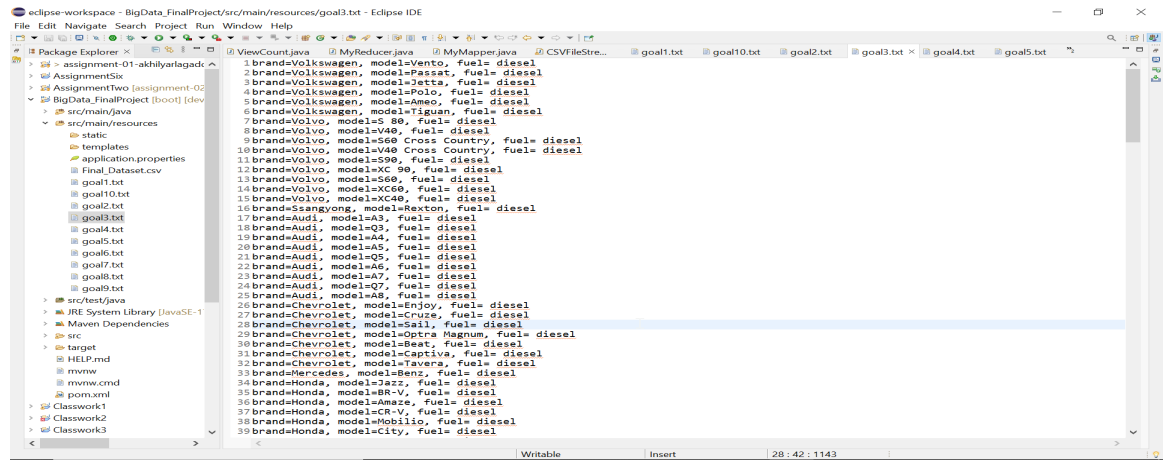 eclipse-workspace - BigData_FinalProject/src/main/resources/goal3.txt - Eclipse IDE
File Edit Navigate Search Project Run Window Help
Package Explorer
ViewCount.java MyReducer.java MyMapper.java CSVFileStre... goal1.txt goal10.txt goal2.txt goal3.txt goal4.txt goal5.txt
> assignment-01-akhilyarlagadc
AssignmentSix
AssignmentTwo [assignment-02
BigData_FinalProject [boot] [dev
src/main/java
src/main/resources
static
templates
application.properties
Final_Dataset.csv
goal1.txt
goal10.txt
goal2.txt
goal3.txt
goal4.txt
goal5.txt
goal6.txt
goal7.txt
goal8.txt
goal9.txt
src/test/java
JRE System Library [JavaSE-1
Maven Dependencies
src
target
HELP.md
mvnw
mvnw.cmd
pom.xml
Classwork1
Classwork2
Classwork3
1 brand=Volkswagen, model=Vento, fuel= diesel
2 brand=Volkswagen, model=Passat, fuel= diesel
3 brand=Volkswagen, model=Jetta, fuel= diesel
4 brand=Volkswagen, model=Polo, fuel= diesel
5 brand=Volkswagen, model=Ameo, fuel= diesel
6 brand=Volkswagen, model=Tiguan, fuel= diesel
7 brand=Volvo, model=S 80, fuel= diesel
8 brand=Volvo, model=V40, fuel= diesel
9 brand=Volvo, model=S60 Cross Country, fuel= diesel
10 brand=Volvo, model=V40 Cross Country, fuel= diesel
11 brand=Volvo, model=S90, fuel= diesel
12 brand=Volvo, model=XC 90, fuel= diesel
13 brand=Volvo, model=S60, fuel= diesel
14 brand=Volvo, model=XC60, fuel= diesel
15 brand=Volvo, model=XC40, fuel= diesel
16 brand=Ssangyong, model=Rexton, fuel= diesel
17 brand=Audi, model=A3, fuel= diesel
18 brand=Audi, model=Q3, fuel= diesel
19 brand=Audi, model=A4, fuel= diesel
20 brand=Audi, model=A5, fuel= diesel
21 brand=Audi, model=Q5, fuel= diesel
22 brand=Audi, model=A6, fuel= diesel
23 brand=Audi, model=A7, fuel= diesel
24 brand=Audi, model=Q7, fuel= diesel
25 brand=Audi, model=A8, fuel= diesel
26 brand=Chevrolet, model=Enjoy, fuel= diesel
27 brand=Chevrolet, model=Cruze, fuel= diesel
28 brand=Chevrolet, model=Sail, fuel= diesel
29 brand=Chevrolet, model=Optra Magnum, fuel= diesel
30 brand=Chevrolet, model=Beat, fuel= diesel
31 brand=Chevrolet, model=Captiva, fuel= diesel
32 brand=Chevrolet, model=Tavera, fuel= diesel
33 brand=Mercedes, model=Benz, fuel= diesel
34 brand=Honda, model=Jazz, fuel= diesel
35 brand=Honda, model=BR-V, fuel= diesel
36 brand=Honda, model=Amaze, fuel= diesel
37 brand=Honda, model=CR-V, fuel= diesel
38 brand=Honda, model=Mobilio, fuel= diesel
39 brand=Honda, model=City, fuel= diesel
Writable Insert 28 : 42 : 1143